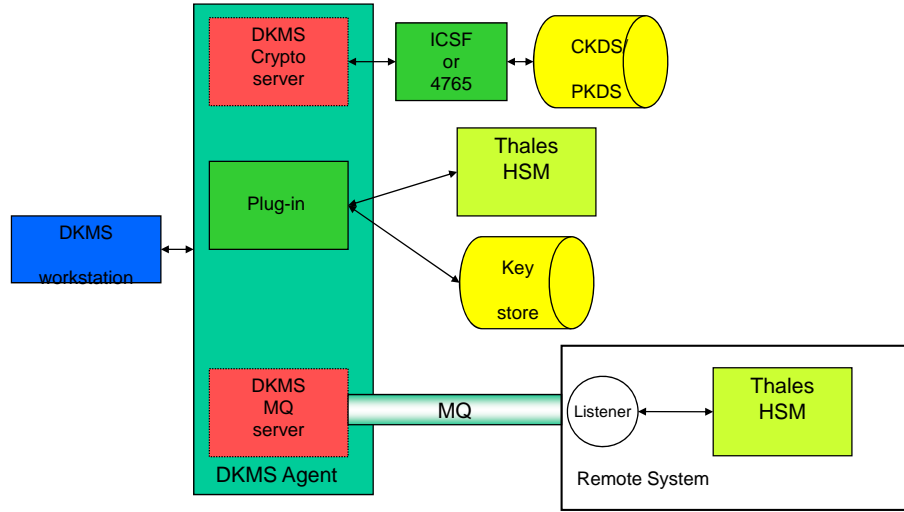 DKMS
Crypto
server
ICSF
or
4765
CKDS/
PKDS
Thales
HSM
Plug-in
DKMS
workstation
Key
store
DKMS
MQ
server
MQ
Listener
Thales
HSM
DKMS Agent
Remote System